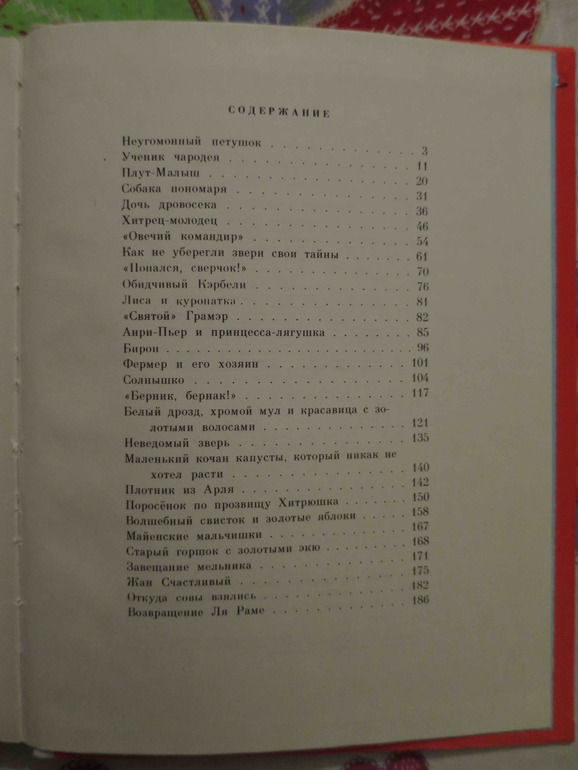 СОДЕРЖАНИЕ
Неугомонный петушок . . . . . . . . . . . . 3
Ученик чародея . . . . . . . . . . . . 11
Плут-Малыш . . . . . . . . . . . . 20
Собака пономаря . . . . . . . . . . . . 31
Дочь дровосека . . . . . . . . . . . . 36
Хитрец-молодец . . . . . . . . . . . . 46
«Овечий командир» . . . . . . . . . . . . 54
Как не уберегли звери свои тайны . . . . . . 61
«Попался, сверчок!» . . . . . . . . . . . . 70
Обидчивый Кэрбели . . . . . . . . . . . . 76
Лиса и куропатка . . . . . . . . . . . . 81
«Святой» Грамэр . . . . . . . . . . . . 82
Анри-Пьер и принцесса-лягушка . . . . . . . 85
Бирон . . . . . . . . . . . . 96
Фермер и его хозяин . . . . . . . . . . . . 101
Солнышко . . . . . . . . . . . . 104
«Берник, бернак!» . . . . . . . . . . . . 117
Белый дрозд, хромой мул и красавица с зо-
лотыми волосами . . . . . . . . . . . . 121
Неведомый зверь . . . . . . . . . . . . 135
Маленький кочан капусты, который никак не
хотел расти . . . . . . . . . . . . 140
Плотник из Арля . . . . . . . . . . . . 142
Поросёнок по прозвищу Хитрюшка . . . . . . 150
Волшебный свисток и золотые яблоки . . . . . 158
Майенские мальчишки . . . . . . . . . . . . 167
Старый горшок с золотыми экю . . . . . . . 168
Завещание мельника . . . . . . . . . . . . 171
Жан Счастливый . . . . . . . . . . . . 175
Откуда совы взялись . . . . . . . . . . . . 182
Возвращение Ля Раме . . . . . . . . . . . . 186